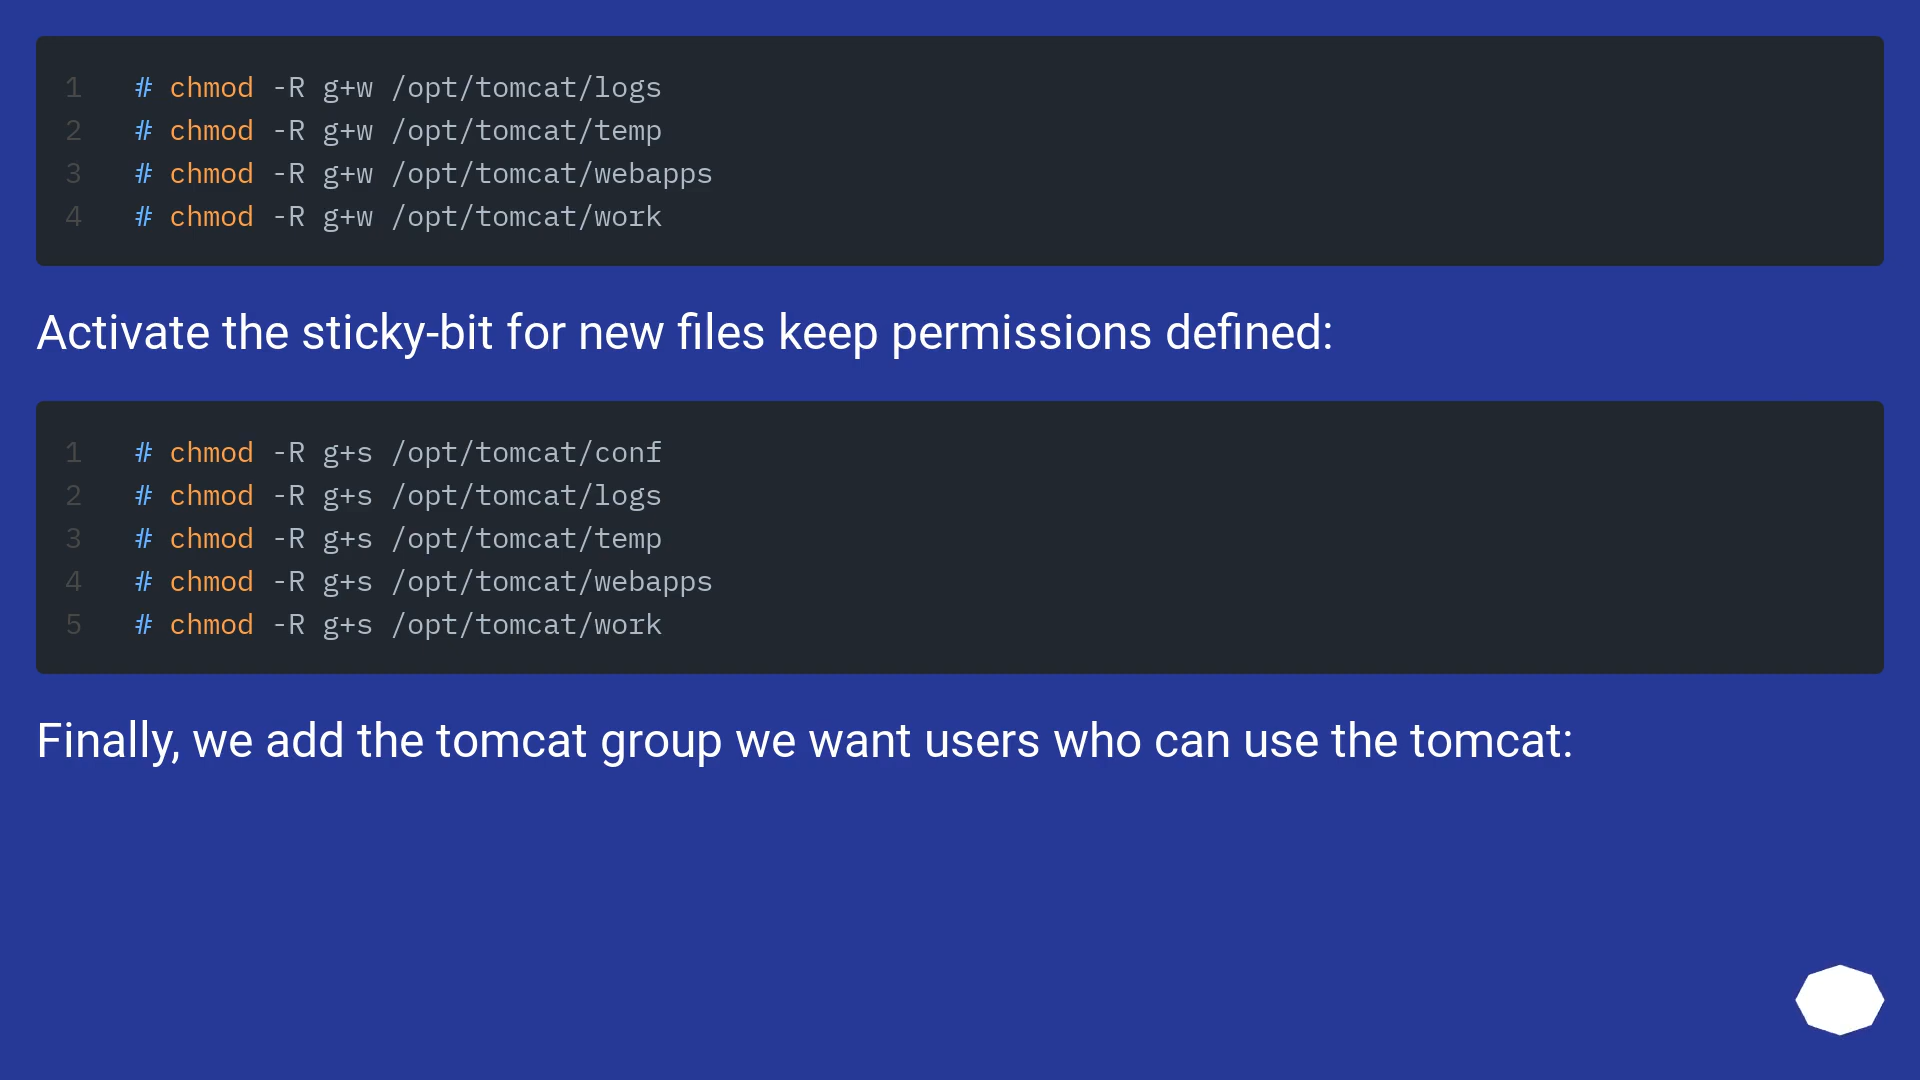 1 # chmod -R g+w /opt/tomcat/logs
2 # chmod -R g+w /opt/tomcat/temp
3 # chmod -R g+w /opt/tomcat/webapps
4 # chmod -R g+w /opt/tomcat/work
Activate the sticky-bit for new files keep permissions defined:
1 # chmod -R g+s /opt/tomcat/conf
2 # chmod -R g+s /opt/tomcat/logs
3 # chmod -R g+s /opt/tomcat/temp
4 # chmod -R g+s /opt/tomcat/webapps
5 # chmod -R g+s /opt/tomcat/work
Finally, we add the tomcat group we want users who can use the tomcat: